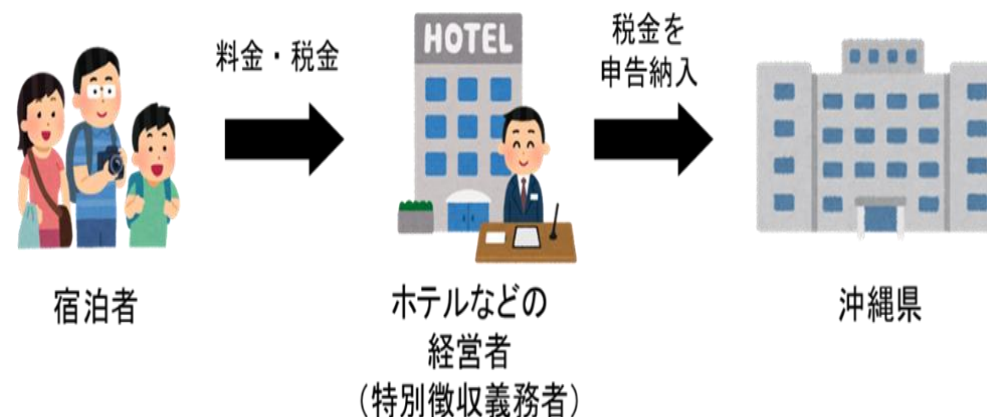 料金・税金
HOTEL
税金を
申告納入
宿泊者
ホテルなどの
経営者
(特別徴収義務者)
沖縄県